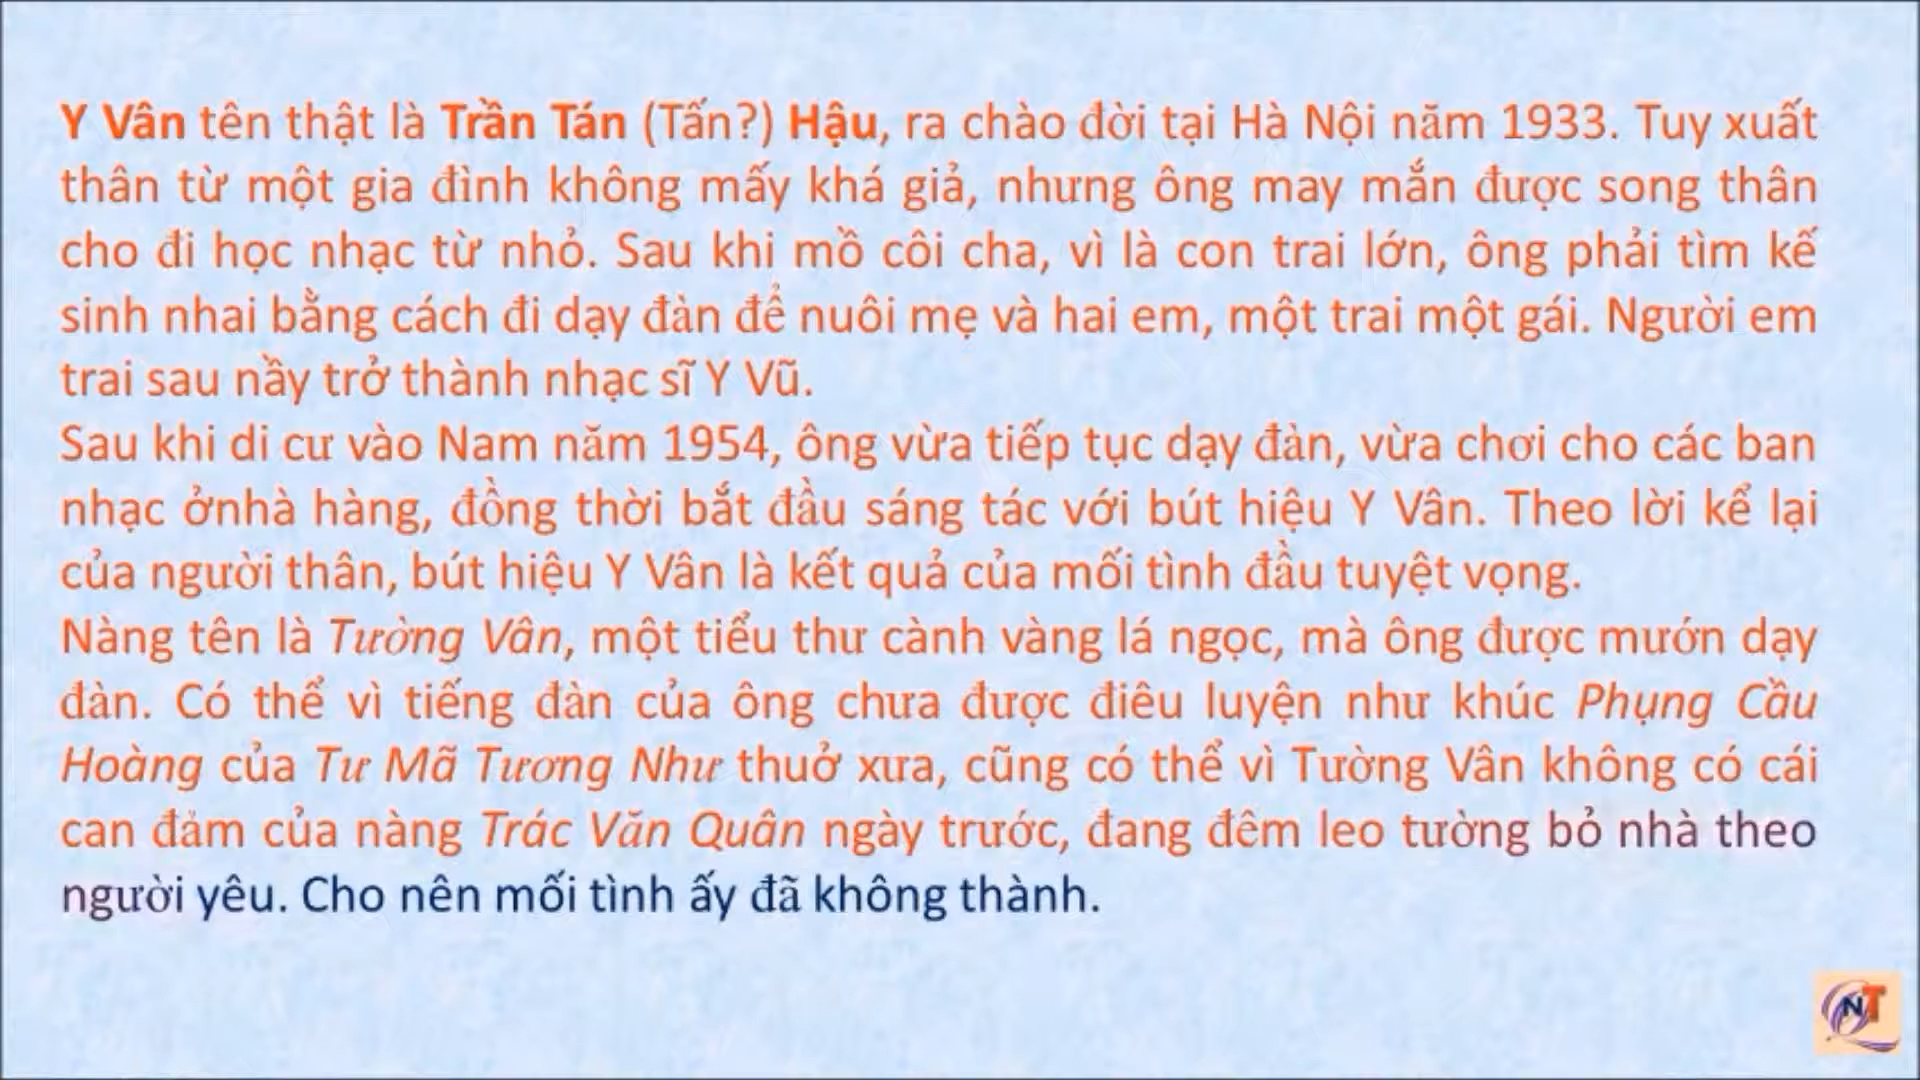 Y Vân tên thật là Trần Tán (Tấn?) Hậu, ra chào đời tại Hà Nội năm 1933. Tuy xuất
thân từ một gia đình không mấy khá giả, nhưng ông may mắn được song thân
cho đi học nhạc từ nhỏ. Sau khi mồ côi cha, vì là con trai lớn, ông phải tìm kế
sinh nhai bằng cách đi dạy đàn để nuôi mẹ và hai em, một trai một gái. Người em
trai sau nầy trở thành nhạc sĩ Y Vũ.
Sau khi di cư vào Nam năm 1954, ông vừa tiếp tục dạy đàn, vừa chơi cho các ban
nhạc ởnhà hàng, đồng thời bắt đầu sáng tác với bút hiệu Y Vân. Theo lời kể lại
của người thân, bút hiệu Y Vân là kết quả của mối tình đầu tuyệt vọng.
Nàng tên là Tường Vân, một tiểu thư cành vàng lá ngọc, mà ông được mướn dạy
đàn. Có thể vì tiếng đàn của ông chưa được điêu luyện như khúc Phụng Cầu
Hoàng của Tư Mã Tương Như thuở xưa, cũng có thể vì Tường Vân không có cái
can đảm của nàng Trác Văn Quân ngày trước, đang đêm leo tường bỏ nhà theo
người yêu. Cho nên mối tình ấy đã không thành.
NT